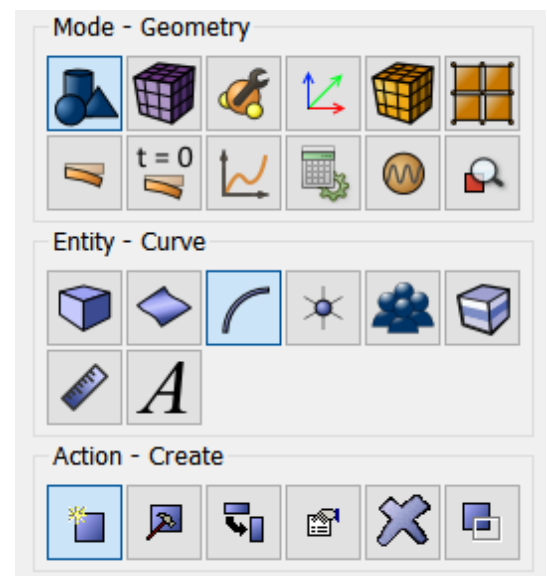 Mode - Geometry
t = 0
Entity - Curve
A
Action - Create